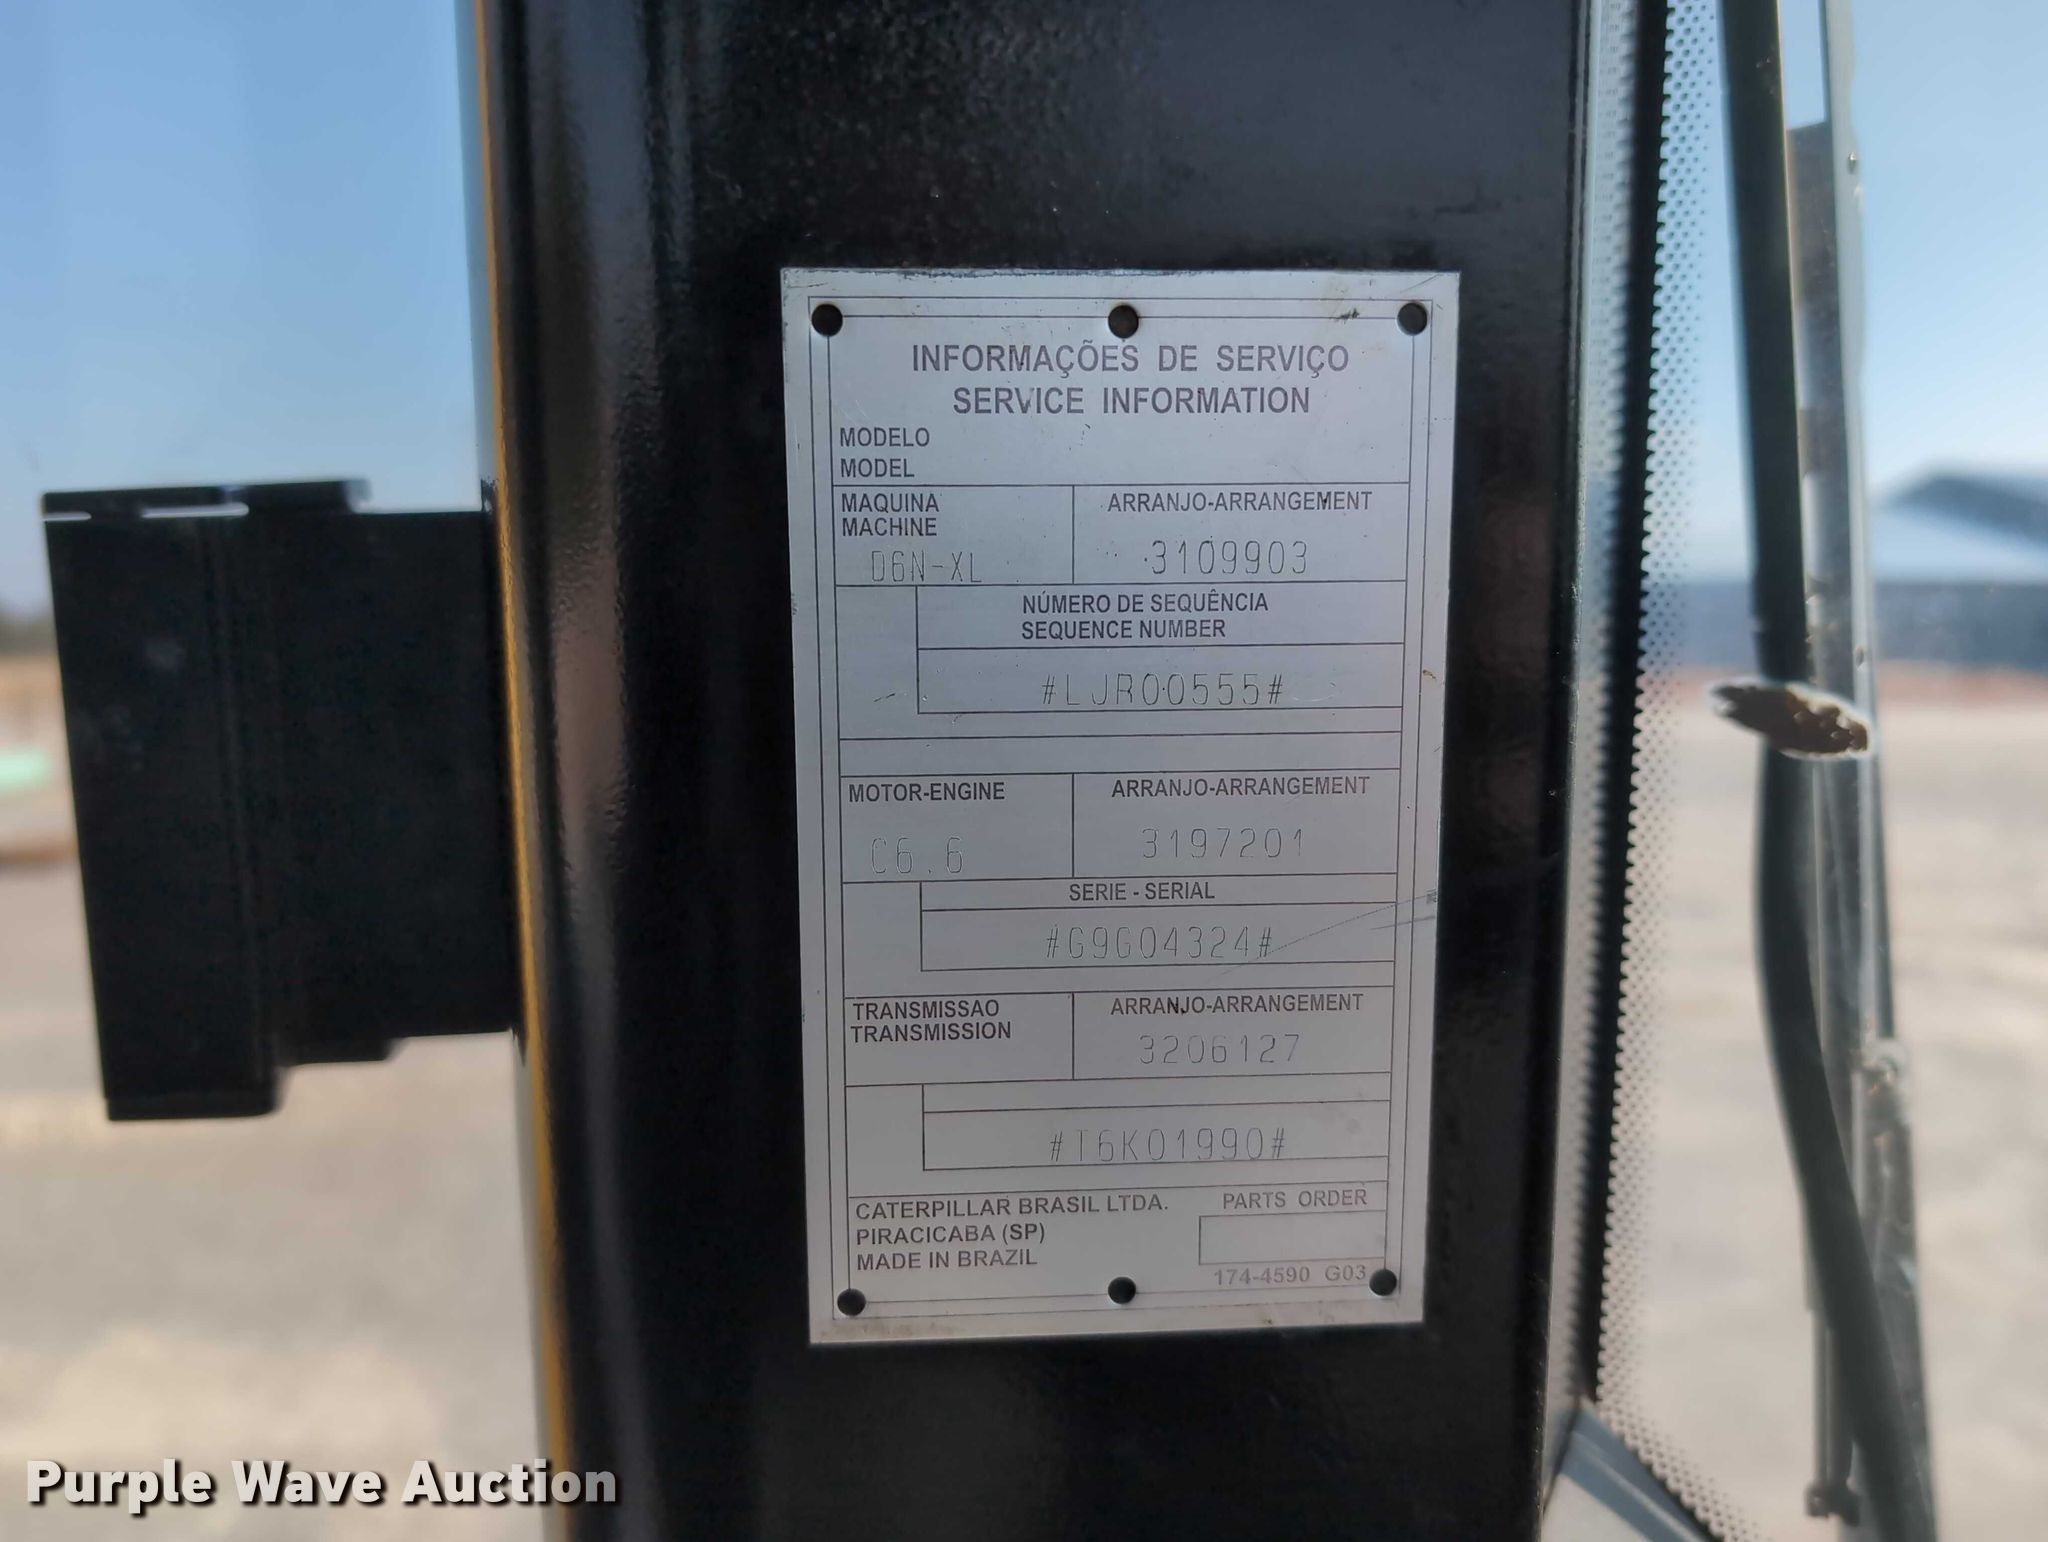 INFORMAÇÕES DE SERVIÇO
SERVICE INFORMATION
MODELO
MODEL
MAQUINA
MACHINE
D6N-XL
ARRANJO-ARRANGEMENT
3109903
NÚMERO DE SEQUÊNCIA
SEQUENCE NUMBER
#LJR00555#
MOTOR-ENGINE
C6.6
ARRANJO-ARRANGEMENT
3197201
SERIE - SERIAL
#G9G04324#
TRANSMISSAO
TRANSMISSION
ARRANJO-ARRANGEMENT
3206127
#T6K01990#
CATERPILLAR BRASIL LTDA.
PIRACICABA (SP)
MADE IN BRAZIL
PARTS ORDER
174-4590 G03
Purple Wave Auction